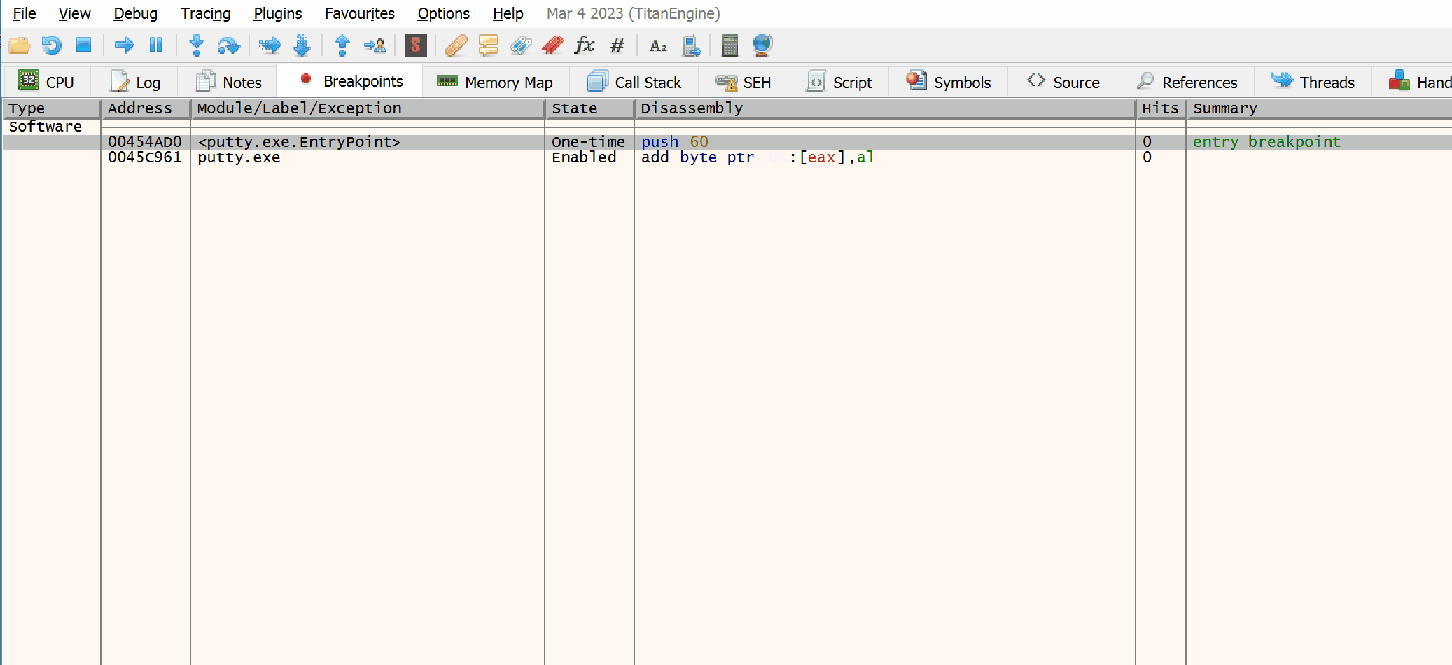 File View Debug Tracing Plugins Favourites Options Help Mar 4 2023 (TitanEngine)
S fx # Az
32 CPU Log Notes Breakpoints Memory Map Call Stack SEH Script Symbols <> Source References Threads Hand
Type Address Module/Label/Exception State Disassembly Hits Summary
Software
00454AD0 <putty.exe.EntryPoint> One-time push 60 0 entry breakpoint
0045C961 putty.exe Enabled add byte ptr ds:[eax],al 0